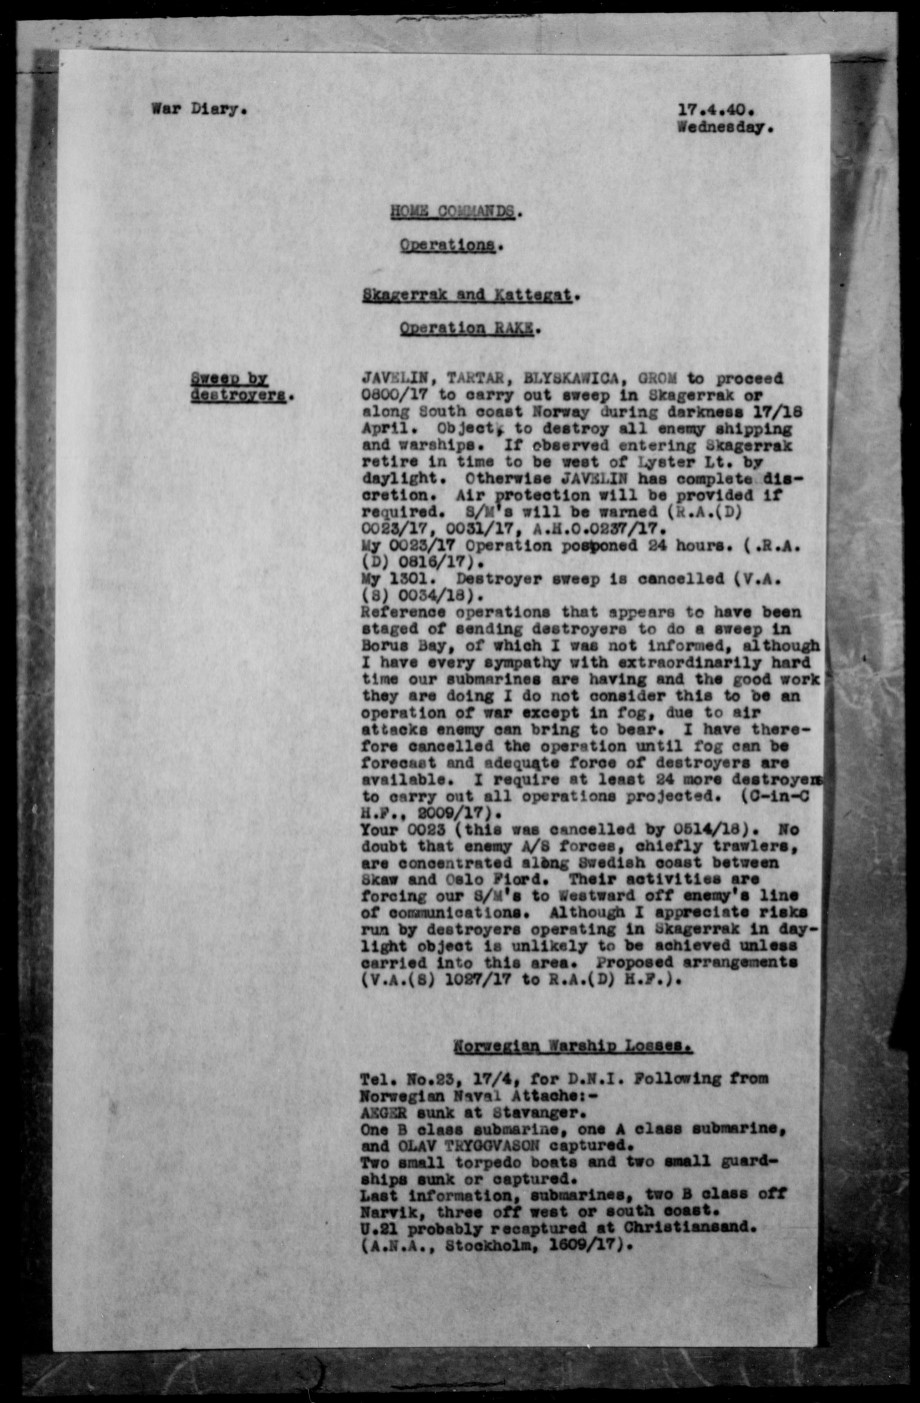 War Diary.
17.4.40.
Wednesday.
HOME COMMANDS.
Operations.
Skagerrak and Kattegat.
Operation RAKE.
Sweep by
destroyers.
JAVELIN, TARTAR, BLYSKAWICA, GROM to proceed
0800/17 to carry out sweep in Skagerrak or
along South coast Norway during darkness 17/18
April. Object, to destroy all enemy shipping
and warships. If observed entering Skagerrak
retire in time to be west of Lyster Lt. by
daylight. Otherwise JAVELIN has complete dis-
cretion. Air protection will be provided if
required. S/M's will be warned (R.A.(D)
0023/17, 0031/17, A.H.O.0237/17.
My 0023/17 Operation postponed 24 hours. (.R.A.
(D) 0816/17).
My 1301. Destroyer sweep is cancelled (V.A.
(S) 0034/18).
Reference operations that appears to have been
staged of sending destroyers to do a sweep in
Borus Bay, of which I was not informed, although
I have every sympathy with extraordinarily hard
time our submarines are having and the good work
they are doing I do not consider this to be an
operation of war except in fog, due to air
attacks enemy can bring to bear. I have there-
fore cancelled the operation until fog can be
forecast and adequate force of destroyers are
available. I require at least 24 more destroyers
to carry out all operations projected. (C-in-C
H.F., 2009/17).
Your 0023 (this was cancelled by 0514/18). No
doubt that enemy A/S forces, chiefly trawlers,
are concentrated along Swedish coast between
Skaw and Oslo Fiord. Their activities are
forcing our S/M's to Westward off enemy's line
of communications. Although I appreciate risks
run by destroyers operating in Skagerrak in day-
light object is unlikely to be achieved unless
carried into this area. Proposed arrangements
(V.A.(S) 1027/17 to R.A.(D) H.F.).
Norwegian Warship Losses.
Tel. No.23, 17/4, for D.N.I. Following from
Norwegian Naval Attache:-
AEGER sunk at Stavanger.
One B class submarine, one A class submarine,
and OLAV TRYGGVASON captured.
Two small torpedo boats and two small guard-
ships sunk or captured.
Last information, submarines, two B class off
Narvik, three off west or south coast.
U.21 probably recaptured at Christiansand.
(A.N.A., Stockholm, 1609/17).